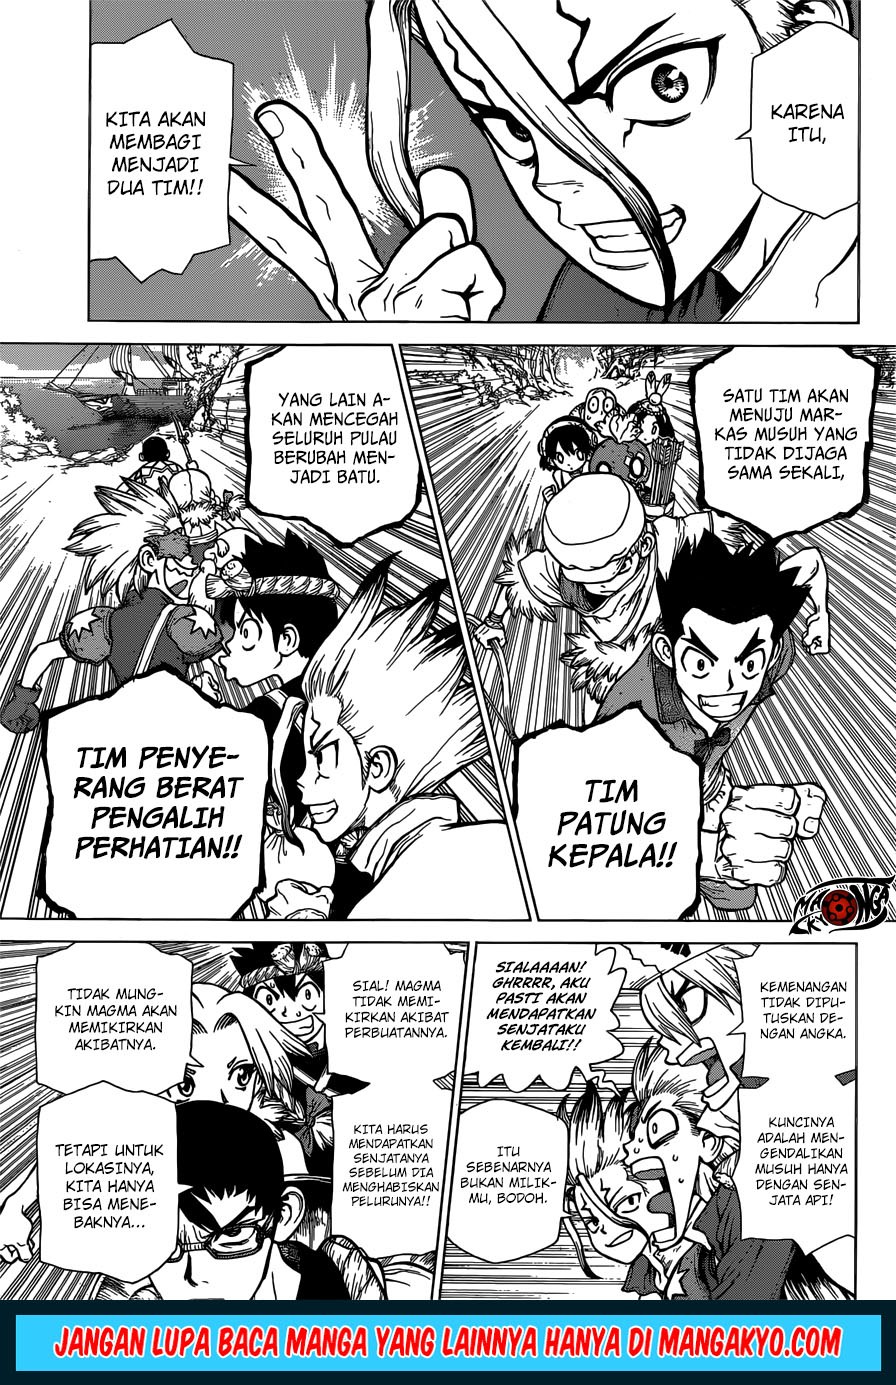 KARENA
ITU,
KITA AKAN
MEMBAGI
MENJADI
DUA TIM!!
SATU TIM AKAN
MENUJU MAR-
KAS MUSUH YANG
TIDAK DIJAGA
SAMA SEKALI,
TIM
PATUNG
KEPALA!!
YANG LAIN A-
KAN MENCEGAH
SELURUH PULAU
BERUBAH MEN-
JADI BATU.
TIM PENYE-
RANG BERAT
PENGALIH
PERHATIAN!!
MANGA
KYO
KEMENANGAN
TIDAK DIPU-
TUSKAN DE-
NGAN ANGKA.
KUNCINYA
ADALAH MEN-
GENDALIKAN
MUSUH HANYA
DENGAN SEN-
JATA API!
SIALAAAAN!
GHRRRR, AKU
PASTI AKAN
MENDAPATKAN
SENJATAKU
KEMBALI!!
ITU
SEBENARNYA
BUKAN MILIK-
MU, BODOH.
SIAL! MAGMA
TIDAK MEMI-
KIRKAN AKIBAT
PERBUATANNYA.
KITA HARUS
MENDAPATKAN
SENJATANYA
SEBELUM DIA
MENGHABISKAN
PELURUNYA!!
TIDAK MUNG-
KIN MAGMA AKAN
MEMIKIRKAN
AKIBATNYA.
TETAPI UNTUK
LOKASINYA,
KITA HANYA
BISA MENE-
BAKNYA...
JANGAN LUPA BACA MANGA YANG LAINNYA HANYA DI MANGAKYO.COM